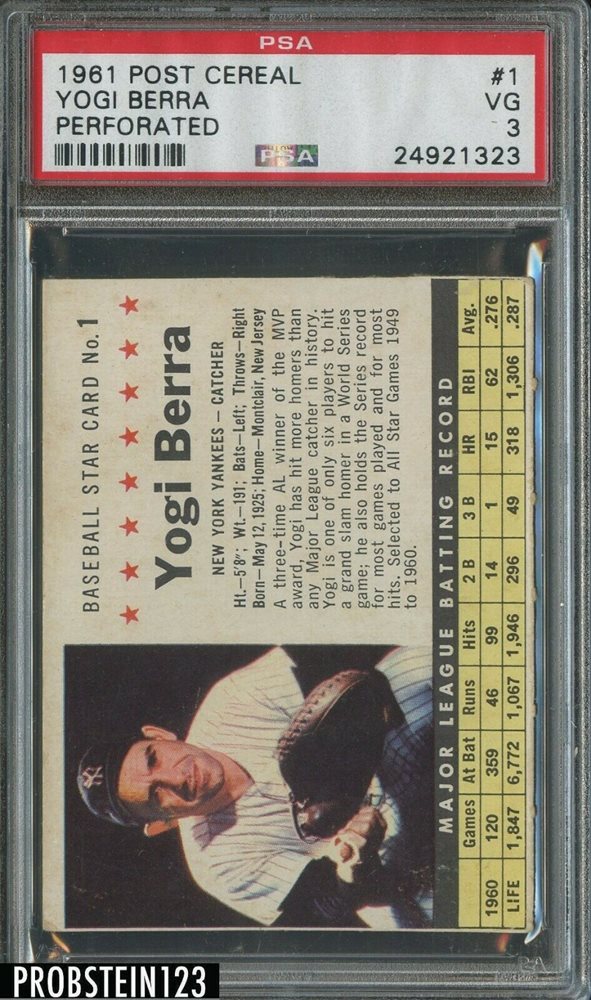 PSA
1961 POST CEREAL #1
YOGI BERRA VG
PERFORATED 3
PSA 24921323
BASEBALL STAR CARD No. 1
Yogi Berra
NEW YORK YANKEES – CATCHER
Ht.—5'8"; Wt.—191; Bats—Left; Throws—Right
Born—May 12, 1925; Home—Montclair, New Jersey
A three-time AL winner of the MVP
award, Yogi has hit more homers than
any Major League catcher in history.
Yogi is one of only six players to hit
a grand slam homer in a World Series
game; he also holds the Series record
for most games played and for most
hits. Selected to All Star Games 1949
to 1960.
NY
MAJOR LEAGUE BATTING RECORD
Games At Bat Runs Hits 2 B 3 B HR RBI Avg.
1960 120 359 46 99 14 1 15 62 .276
LIFE 1,847 6,772 1,067 1,946 296 49 318 1,306 .287
PROBSTEIN123